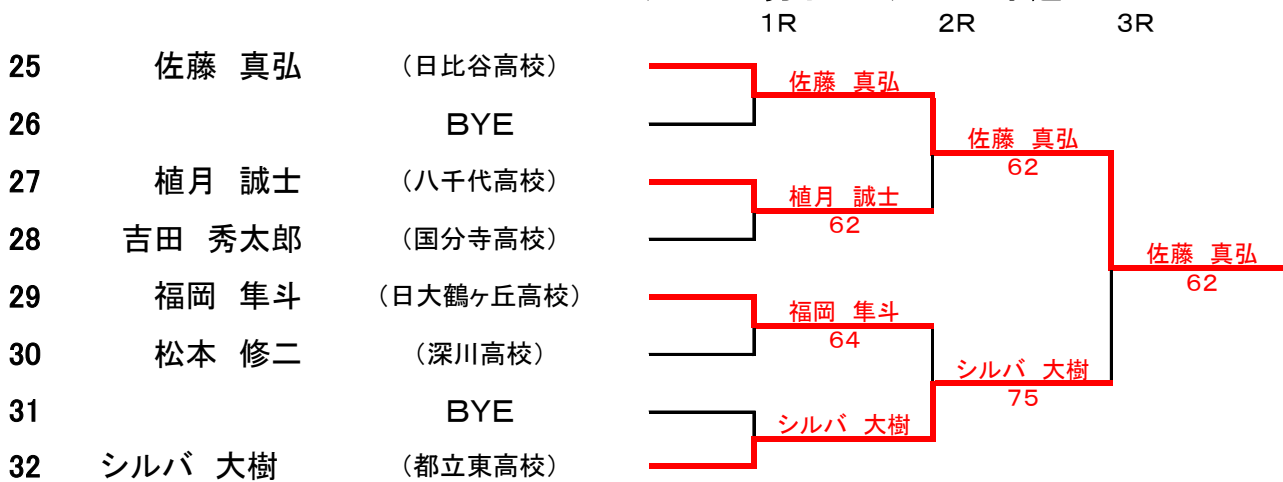 1R 2R 3R
25 佐藤 真弘 (日比谷高校)
佐藤 真弘
26 BYE
佐藤 真弘
62
27 植月 誠士 (八千代高校)
植月 誠士
62
28 吉田 秀太郎 (国分寺高校)
佐藤 真弘
62
29 福岡 隼斗 (日大鶴ヶ丘高校)
福岡 隼斗
64
30 松本 修二 (深川高校)
シルバ 大樹
75
31 BYE
シルバ 大樹
32 シルバ 大樹 (都立東高校)